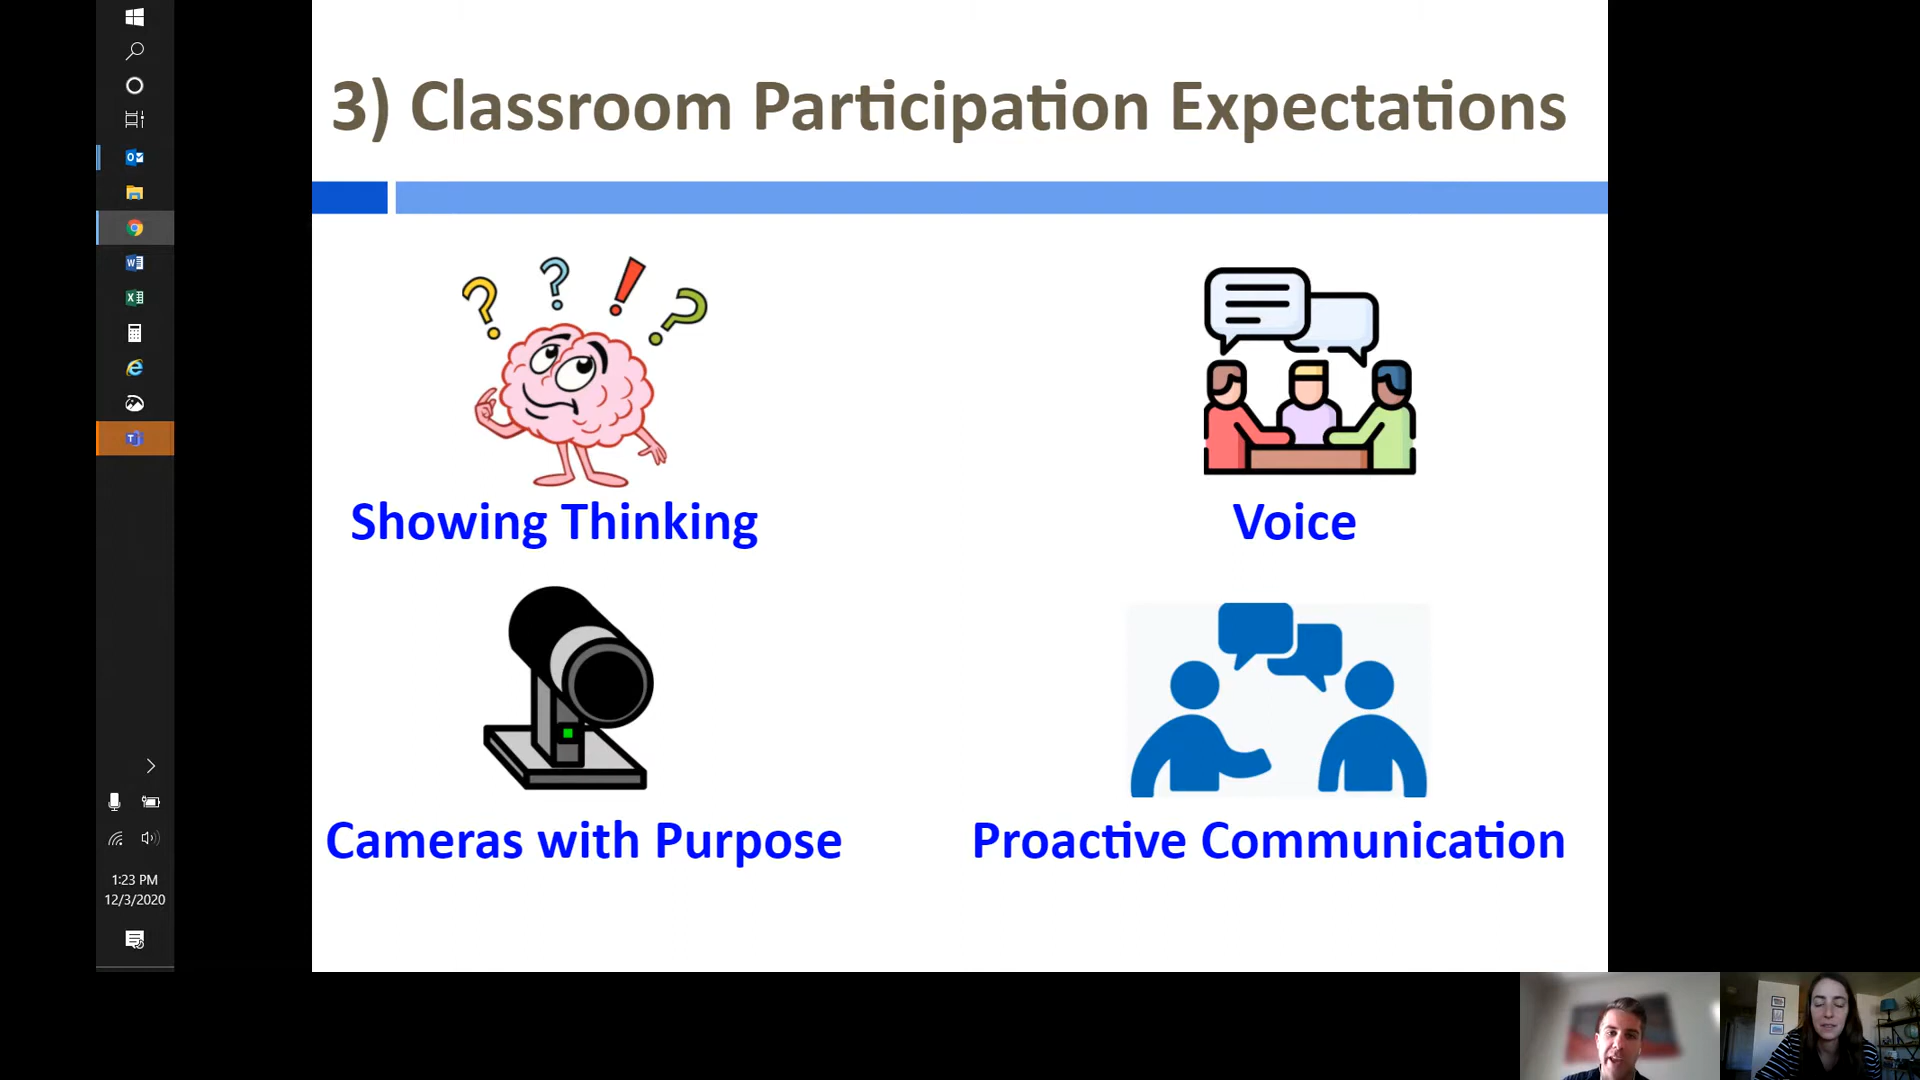 3) Classroom Participation Expectations
Showing Thinking
Voice
Cameras with Purpose
Proactive Communication
1:23 PM
12/3/2020